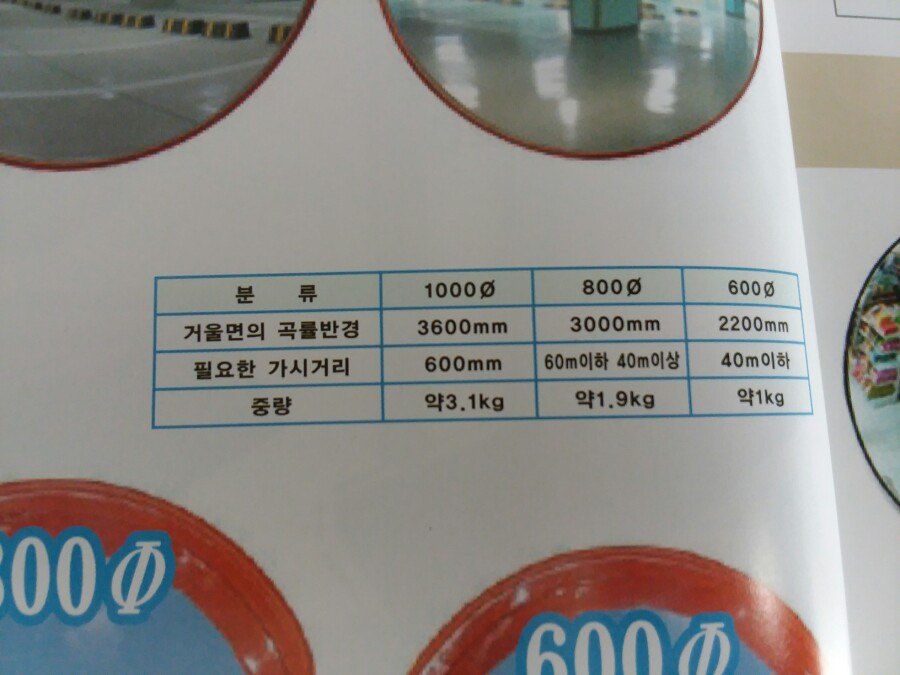 분 류 1000Ø 800Ø 600Ø
거울면의 곡률반경 3600mm 3000mm 2200mm
필요한 가시거리 600mm 60m이하 40m이상 40m이하
중량 약3.1kg 약1.9kg 약1kg
800Φ
600Φ